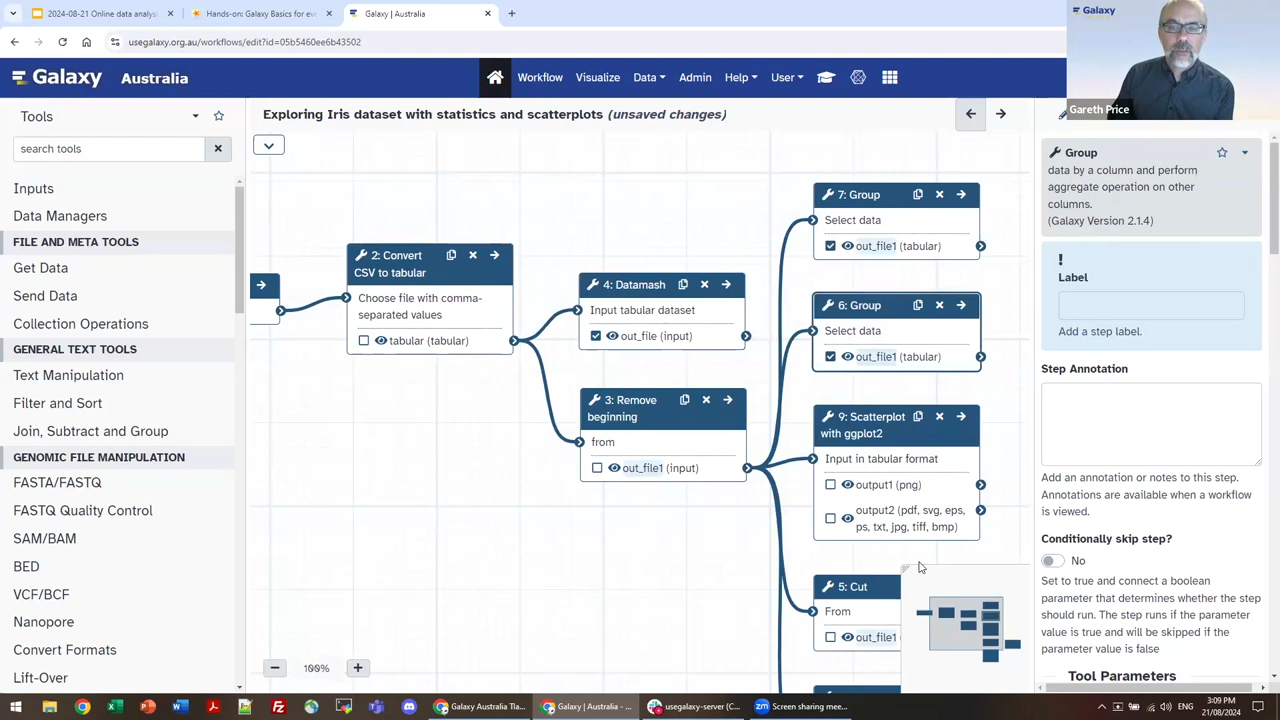 2024-08-21 Online data analysi
Hands-on: Galaxy Basics for ev
Galaxy | Australia
usegalaxy.org.au/workflows/edit?id=05b5460ee6b43502
Galaxy
Gareth Price
Galaxy Australia
Workflow Visualize Data Admin Help User
Tools
Exploring Iris dataset with statistics and scatterplots (unsaved changes)
search tools
Inputs
Data Managers
FILE AND META TOOLS
Get Data
Send Data
Collection Operations
GENERAL TEXT TOOLS
Text Manipulation
Filter and Sort
Join, Subtract and Group
GENOMIC FILE MANIPULATION
FASTA/FASTQ
FASTQ Quality Control
SAM/BAM
BED
VCF/BCF
Nanopore
Convert Formats
Lift-Over
2: Convert
CSV to tabular
Choose file with comma-
separated values
tabular (tabular)
4: Datamash
Input tabular dataset
out_file (input)
3: Remove
beginning
from
out_file1 (input)
7: Group
Select data
out_file1 (tabular)
6: Group
Select data
out_file1 (tabular)
9: Scatterplot
with ggplot2
Input in tabular format
output1 (png)
output2 (pdf, svg, eps,
ps, txt, jpg, tiff, bmp)
5: Cut
From
out_file1
100%
Group
data by a column and perform
aggregate operation on other
columns.
(Galaxy Version 2.1.4)
!
Label
Add a step label.
Step Annotation
Add an annotation or notes to this step.
Annotations are available when a workflow
is viewed.
Conditionally skip step?
No
Set to true and connect a boolean
parameter that determines whether the step
should run. The step runs if the parameter
value is true and will be skipped if the
parameter value is false
Tool Parameters
Galaxy Australia Tla...
Galaxy | Australia - ...
usegalaxy-server (C...
Screen sharing mee...
ENG
3:09 PM
21/08/2024